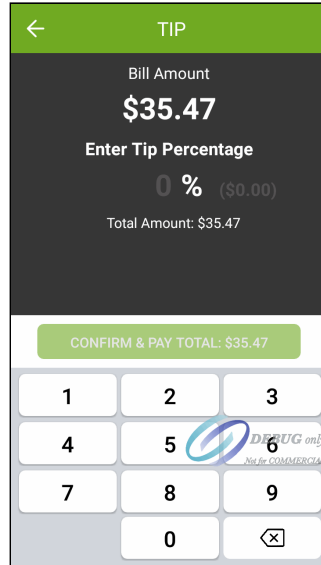 TIP
Bill Amount
$35.47
Enter Tip Percentage
0 % ($0.00)
Total Amount: $35.47
CONFIRM & PAY TOTAL: $35.47
1 2 3
4 5 6
DEBUG only
Not for COMMERCIA
7 8 9
0